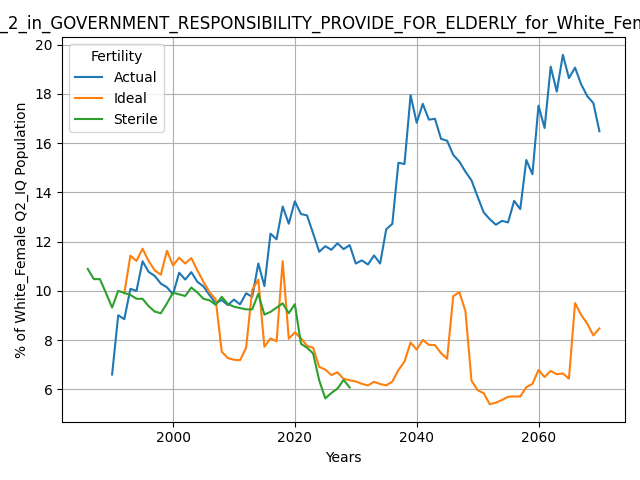 _2_in_GOVERNMENT_RESPONSIBILITY_PROVIDE_FOR_ELDERLY_for_White_Fem
Fertility
Actual
Ideal
Sterile
% of White_Female Q2_IQ Population
20
18
16
14
12
10
8
6
2000
2020
2040
2060
Years